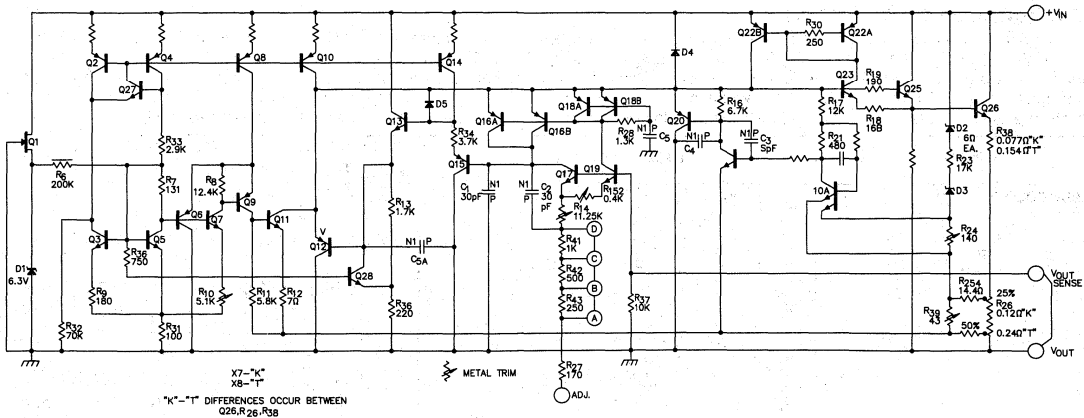 +VIN
R30
250
Q22B
Q22A
Q2
Q4
Q8
Q10
Q14
D4
Q27
Q23
R19
190
Q25
Q26
R18
16B
D5
Q13
Q16A
Q16B
Q18A
Q18B
Q20
R16
6.7K
R17
12K
R33
2.9K
R34
3.7K
R28
1.3K
N1
P
C5
C4
C3
5pF
R21
480
D2
6Ω
EA.
R38
0.077Ω"K"
0.154Ω"T"
Q1
R6
200K
R7
131
R8
12.4K
Q9
Q15
C1
30pF
N1
P
C2
30
pF
N1
P
Q17
Q19
R152
0.4K
R23
17K
D3
10A
Q3
Q5
Q6
Q7
Q11
V
Q12
R13
1.7K
R14
11.25K
D
R36
750
N1
P
C5A
R41
1K
C
R24
140
D1
6.3V
Q28
R42
500
B
VOUT
SENSE
R9
180
R10
5.1K
R11
5.8K
R12
7Ω
R36
220
R43
250
A
R37
10K
R254
14.4Ω
25%
R26
0.12Ω"K"
0.24Ω"T"
R32
70K
R31
100
R39
43
50%
VOUT
R27
170
ADJ.
X7-"K"
X8-"T"
METAL TRIM
"K"-"T" DIFFERENCES OCCUR BETWEEN
Q26,R26,R38